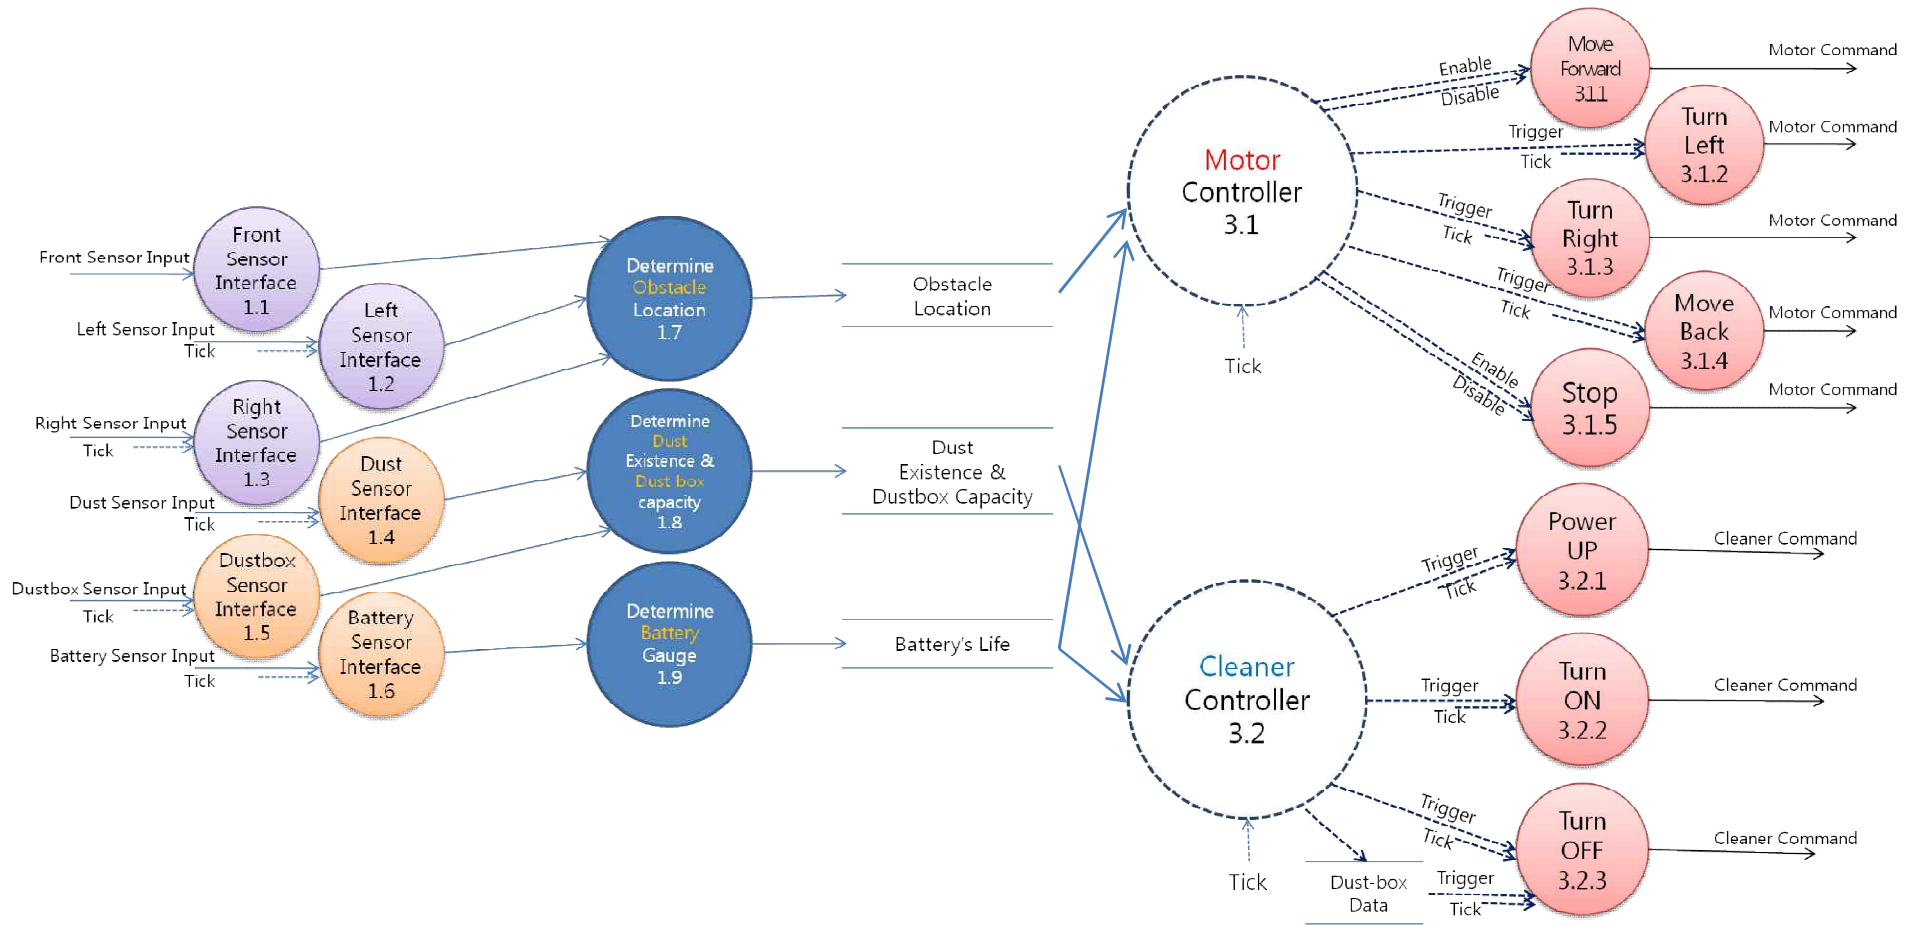 Front Sensor Input
Front
Sensor
Interface
1.1
Left Sensor Input
Tick
Left
Sensor
Interface
1.2
Right Sensor Input
Tick
Right
Sensor
Interface
1.3
Dust Sensor Input
Tick
Dust
Sensor
Interface
1.4
Dustbox Sensor Input
Tick
Dustbox
Sensor
Interface
1.5
Battery Sensor Input
Tick
Battery
Sensor
Interface
1.6
Determine
Obstacle
Location
1.7
Determine
Dust
Existence &
Dust box
capacity
1.8
Determine
Battery
Gauge
1.9
Obstacle
Location
Dust
Existence &
Dustbox Capacity
Battery's Life
Motor
Controller
3.1
Tick
Enable
Disable
Move
Forward
3.1.1
Motor Command
Trigger
Tick
Turn
Left
3.1.2
Motor Command
Trigger
Tick
Turn
Right
3.1.3
Motor Command
Trigger
Tick
Move
Back
3.1.4
Motor Command
Enable
Disable
Stop
3.1.5
Motor Command
Cleaner
Controller
3.2
Tick
Trigger
Tick
Power
UP
3.2.1
Cleaner Command
Trigger
Tick
Turn
ON
3.2.2
Cleaner Command
Trigger
Tick
Turn
OFF
3.2.3
Cleaner Command
Dust-box
Data
Trigger
Tick